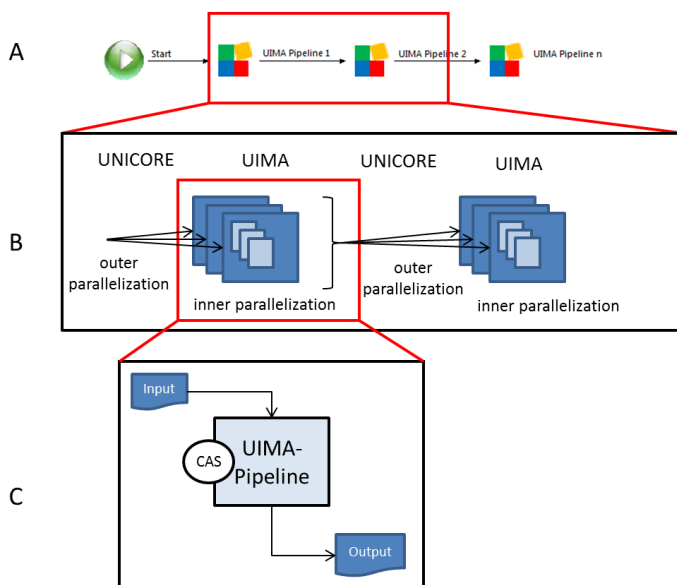 A
Start
UIMA Pipeline 1
UIMA Pipeline 2
UIMA Pipeline n
UNICORE
UIMA
UNICORE
UIMA
B
outer
parallelization
inner parallelization
outer
parallelization
inner parallelization
Input
CAS
UIMA-
Pipeline
C
Output